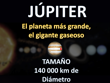 JÚPITER
El planeta más grande,
el gigante gaseoso
TAMAÑO
140 000 km de
Diámetro